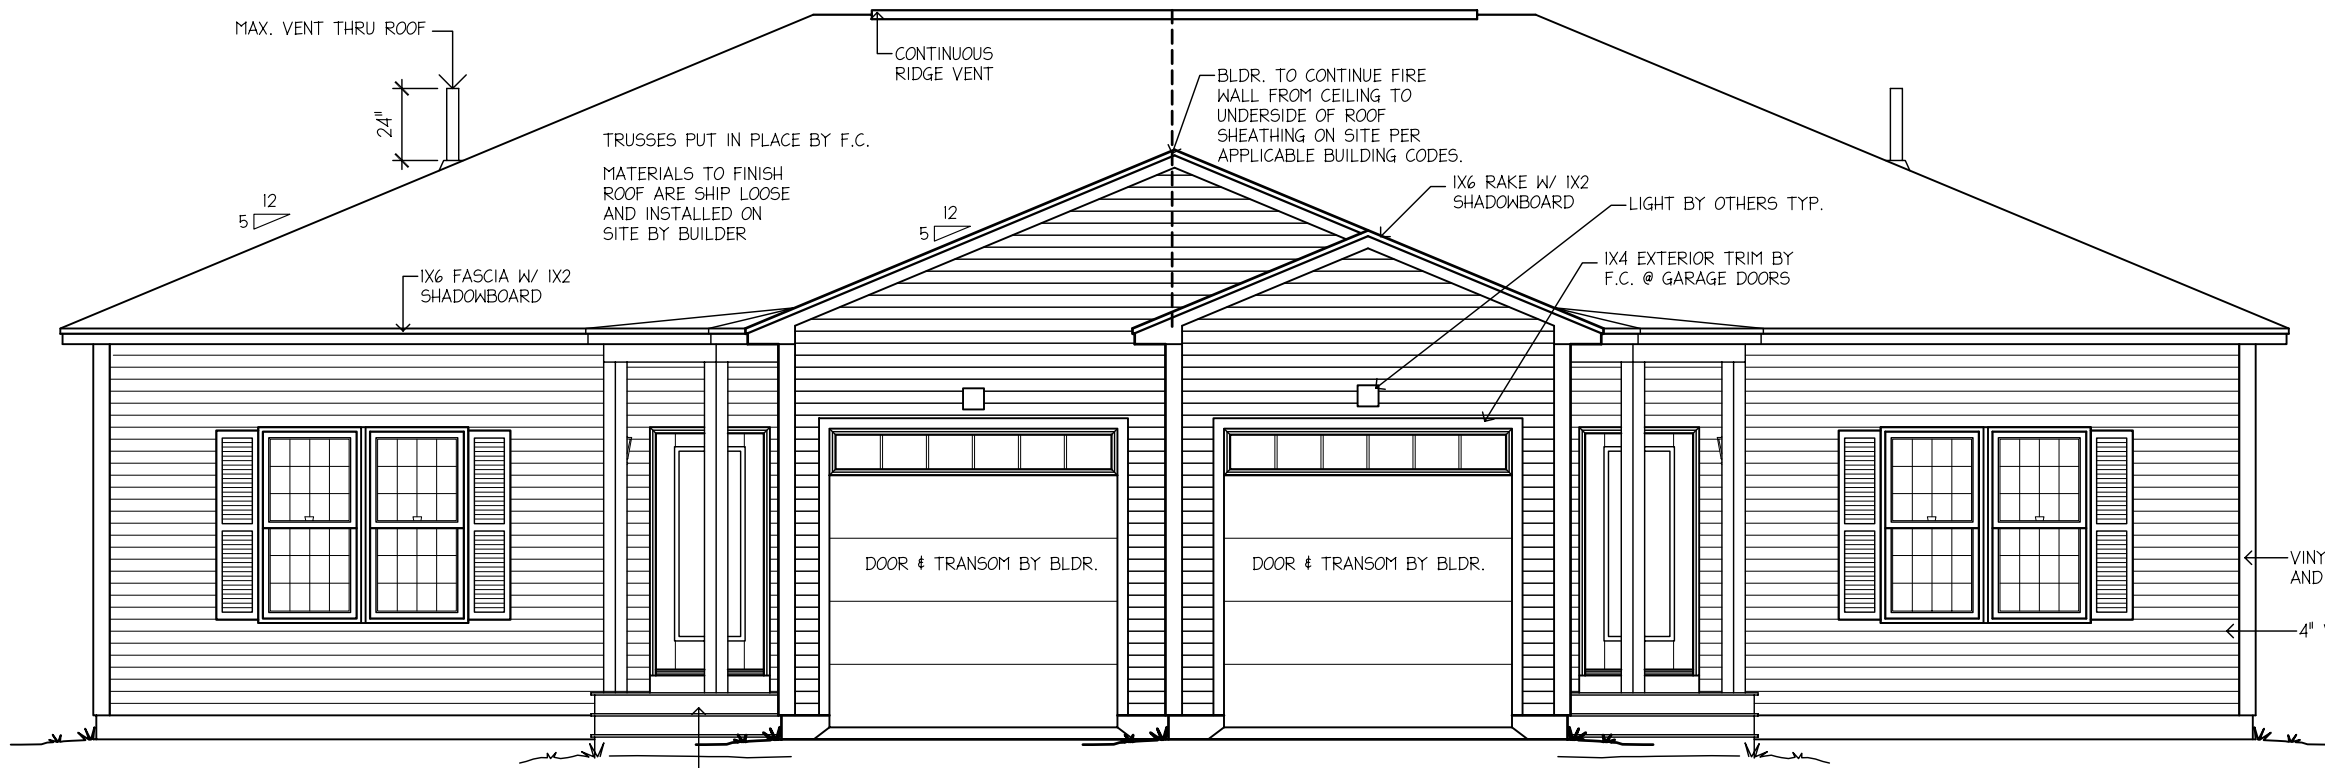 MAX. VENT THRU ROOF
24"
CONTINUOUS
RIDGE VENT
BLDR. TO CONTINUE FIRE
WALL FROM CEILING TO
UNDERSIDE OF ROOF
SHEATHING ON SITE PER
APPLICABLE BUILDING CODES.
TRUSSES PUT IN PLACE BY F.C.
MATERIALS TO FINISH
ROOF ARE SHIP LOOSE
AND INSTALLED ON
SITE BY BUILDER
12
5
12
5
1X6 RAKE W/ 1X2
SHADOWBOARD
LIGHT BY OTHERS TYP.
1X4 EXTERIOR TRIM BY
F.C. @ GARAGE DOORS
1X6 FASCIA W/ 1X2
SHADOWBOARD
DOOR & TRANSOM BY BLDR.
DOOR & TRANSOM BY BLDR.
VINY
AND
4"